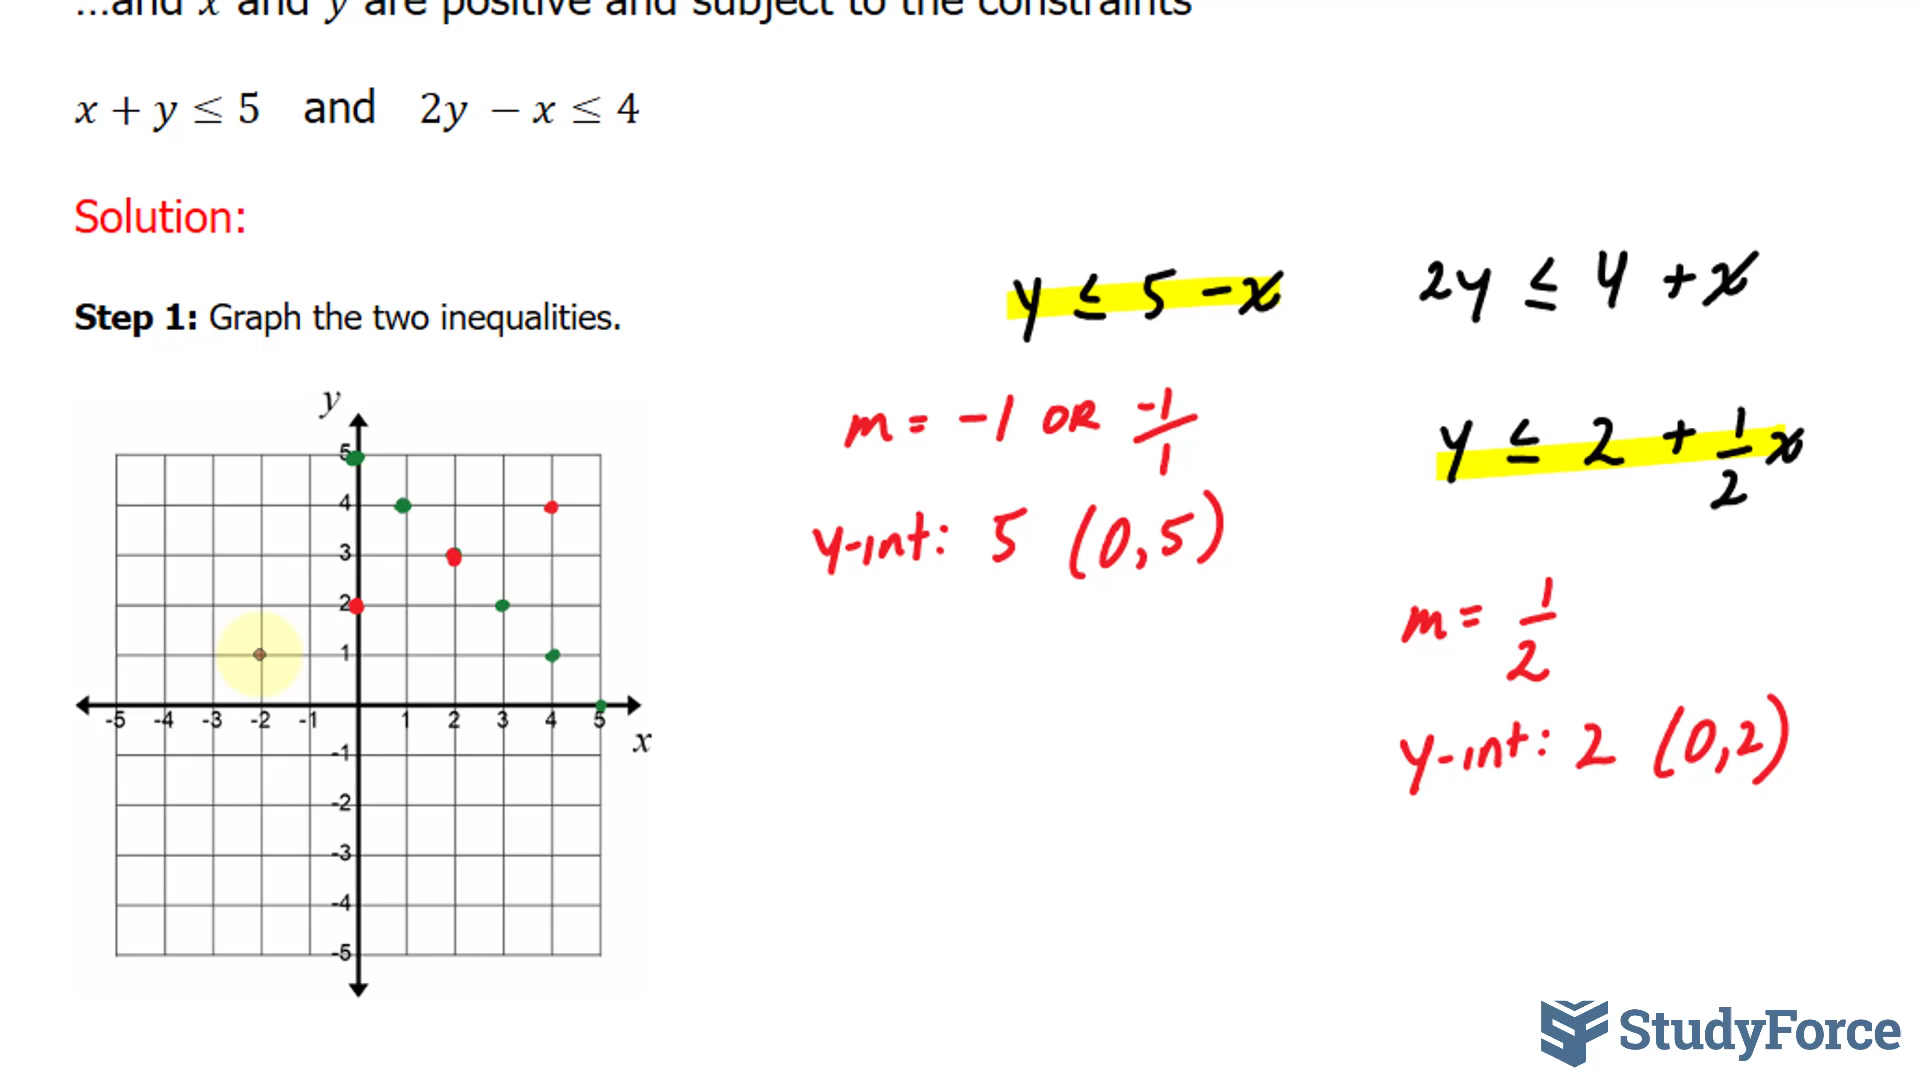 ...and x and y are positive and subject to the constraints
x + y ≤ 5 and 2y − x ≤ 4
Solution:
Step 1: Graph the two inequalities.
y ≤ 5 − x
m = −1 OR −1/1
y-int: 5 (0,5)
2y ≤ 4 + x
y ≤ 2 + 1/2 x
m = 1/2
y-int: 2 (0,2)
y
5
4
3
2
1
-5 -4 -3 -2 -1 1 2 3 4 5
x
-1
-2
-3
-4
-5
StudyForce